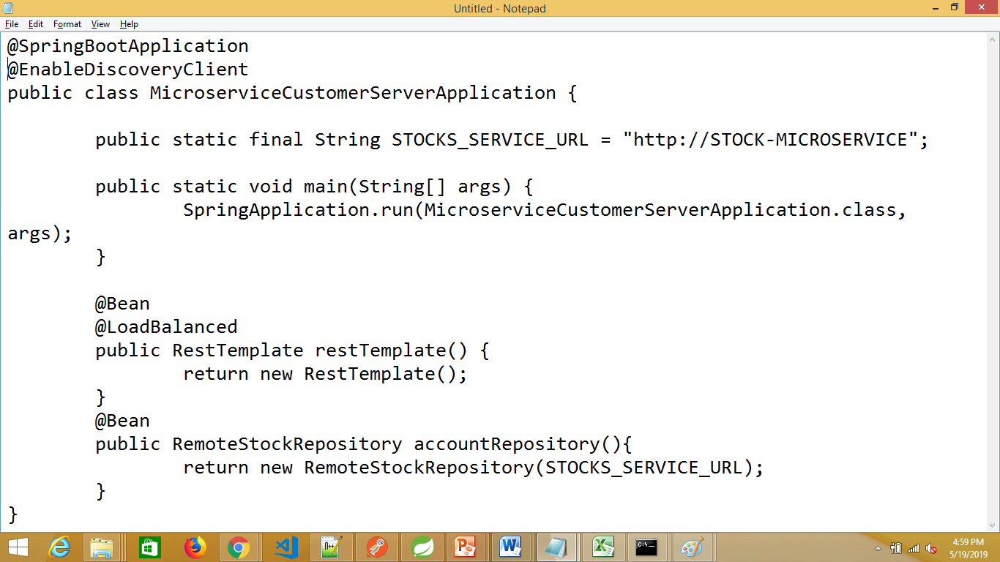 Untitled - Notepad
File Edit Format View Help
@SpringBootApplication
@EnableDiscoveryClient
public class MicroserviceCustomerServerApplication {
public static final String STOCKS_SERVICE_URL = "http://STOCK-MICROSERVICE";
public static void main(String[] args) {
SpringApplication.run(MicroserviceCustomerServerApplication.class,
args);
}
@Bean
@LoadBalanced
public RestTemplate restTemplate() {
return new RestTemplate();
}
@Bean
public RemoteStockRepository accountRepository(){
return new RemoteStockRepository(STOCKS_SERVICE_URL);
}
}
4:59 PM
5/19/2019